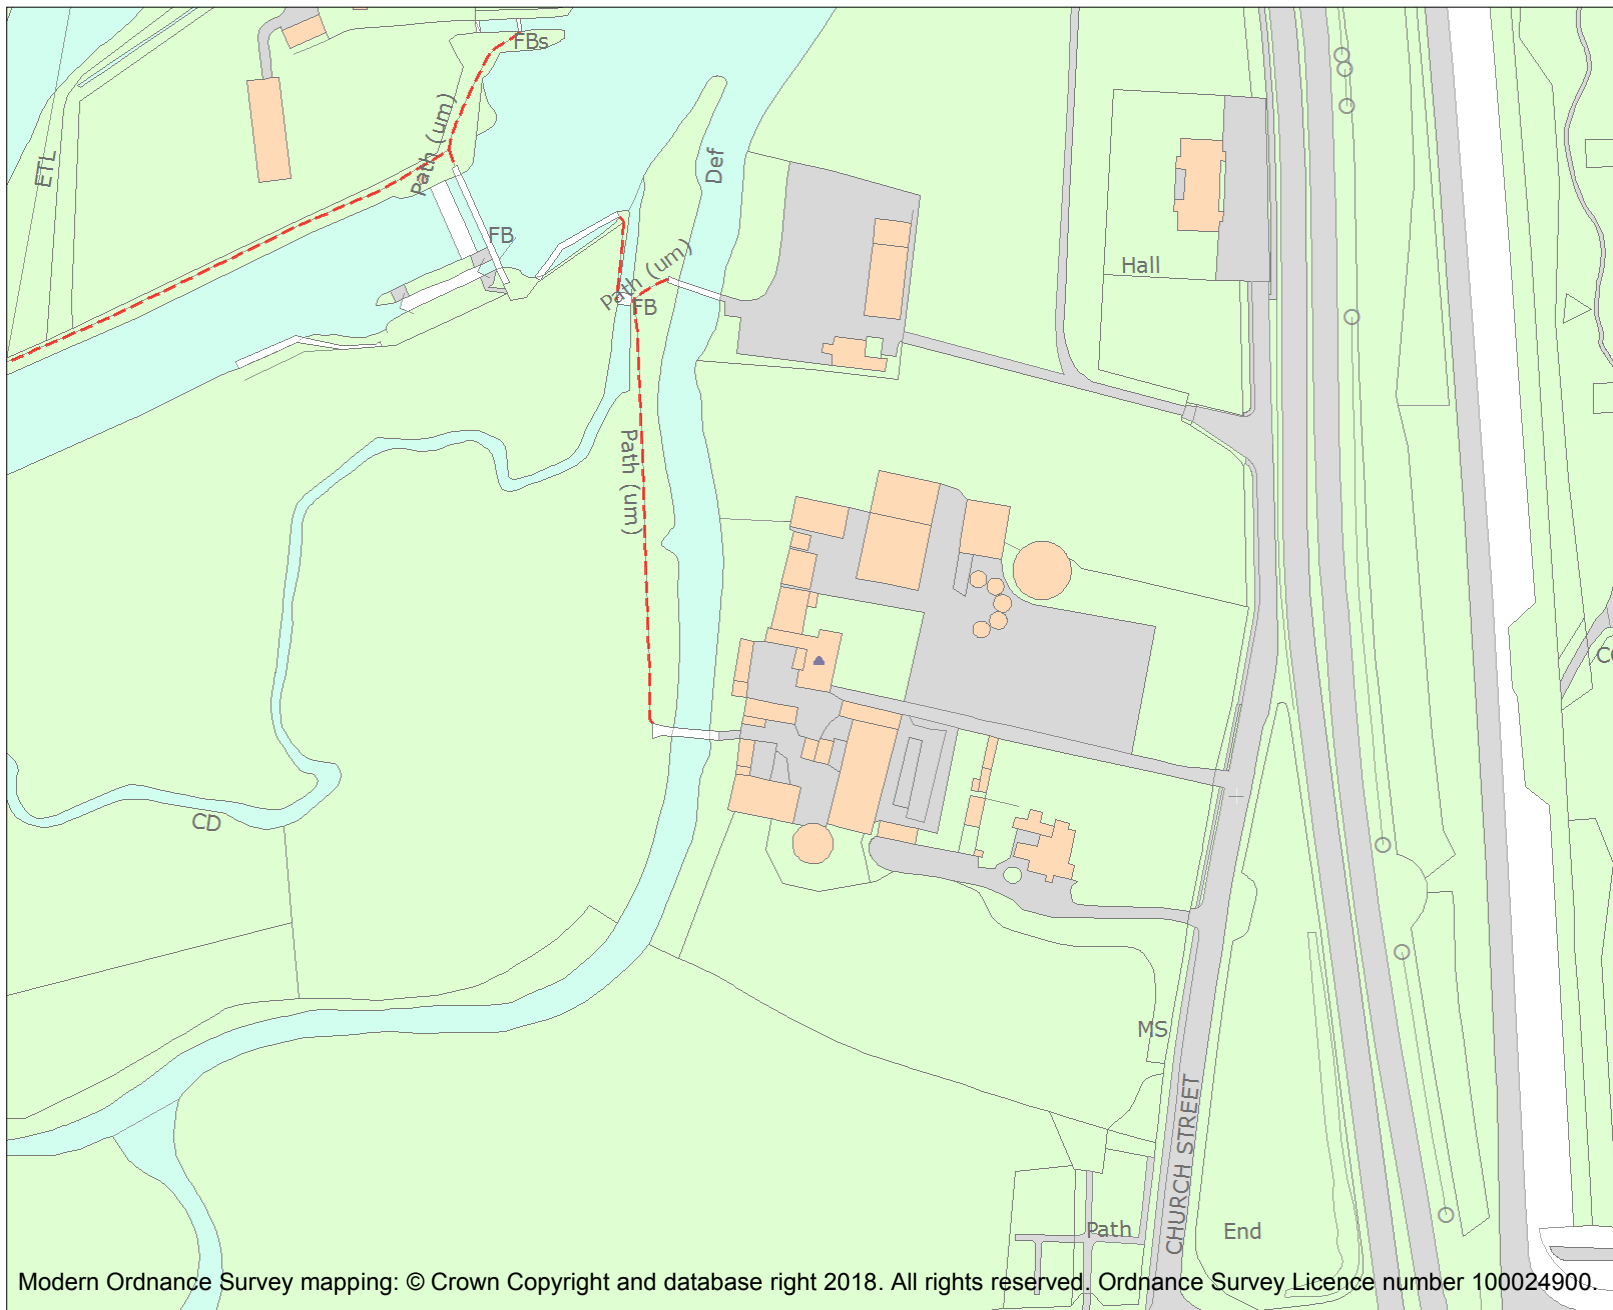 FBs
Path (um)
ETL
Def
FB
Path (um)
Hall
FB
Path (um)
CD
MS
CHURCH STREET
Path
End
Modern Ordnance Survey mapping: © Crown Copyright and database right 2018. All rights reserved. Ordnance Survey Licence number 100024900.